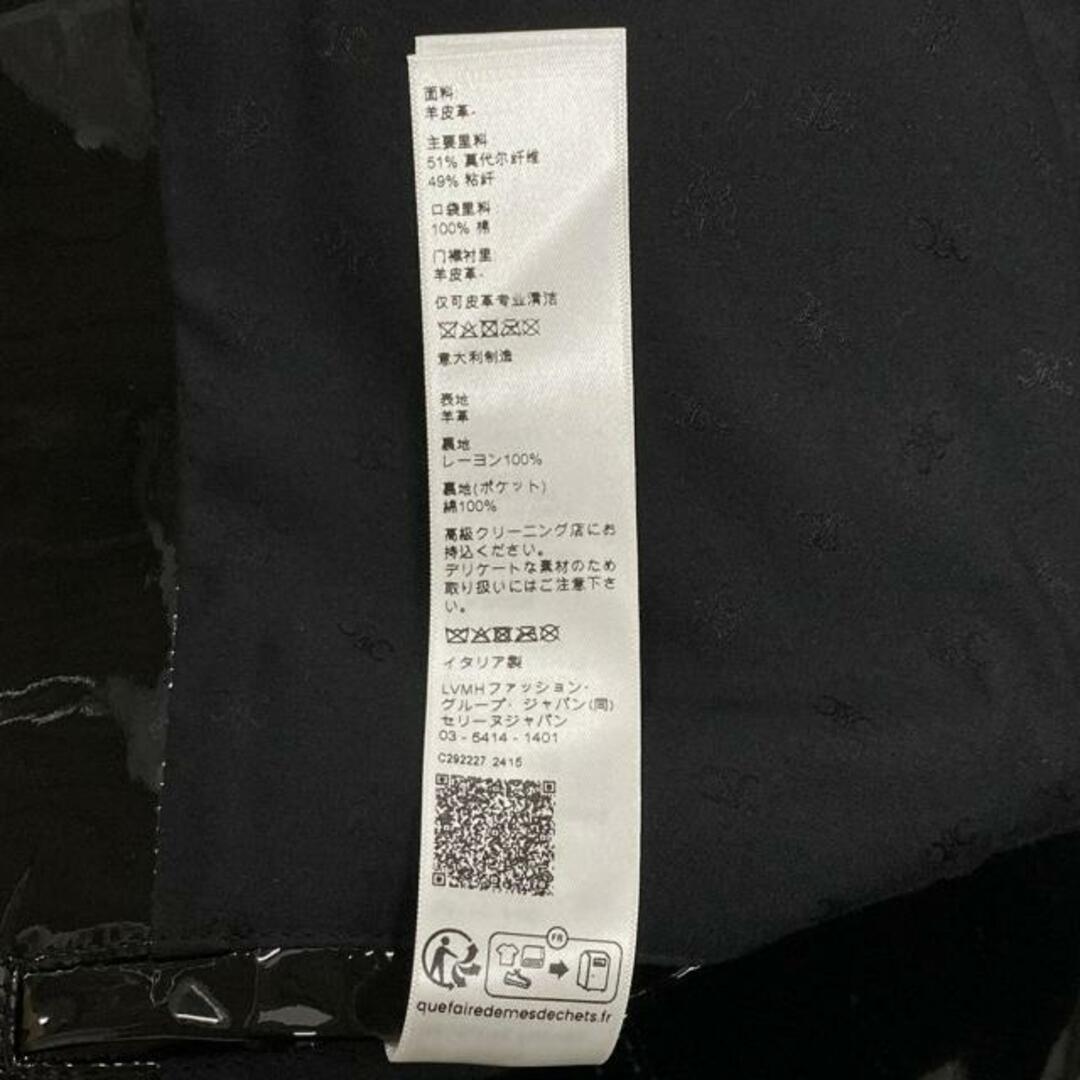 面料
羊皮革.
主要里料
51% 莫代尔纤维
49% 粘纤
口袋里料
100% 棉
门襟衬里
羊皮革.
仅可皮革专业清洁
意大利制造
表地
羊革
裏地
レーヨン100%
裏地(ポケット)
綿100%
高級クリーニング店にお
持込ください。
デリケートな素材のため
取り扱いにはご注意下さ
い。
イタリア製
LVMHファッション・
グループ・ジャパン(同)
セリーヌジャパン
03 - 5414 - 1401
C292227 2415
FR
quefairedemesdechets.fr